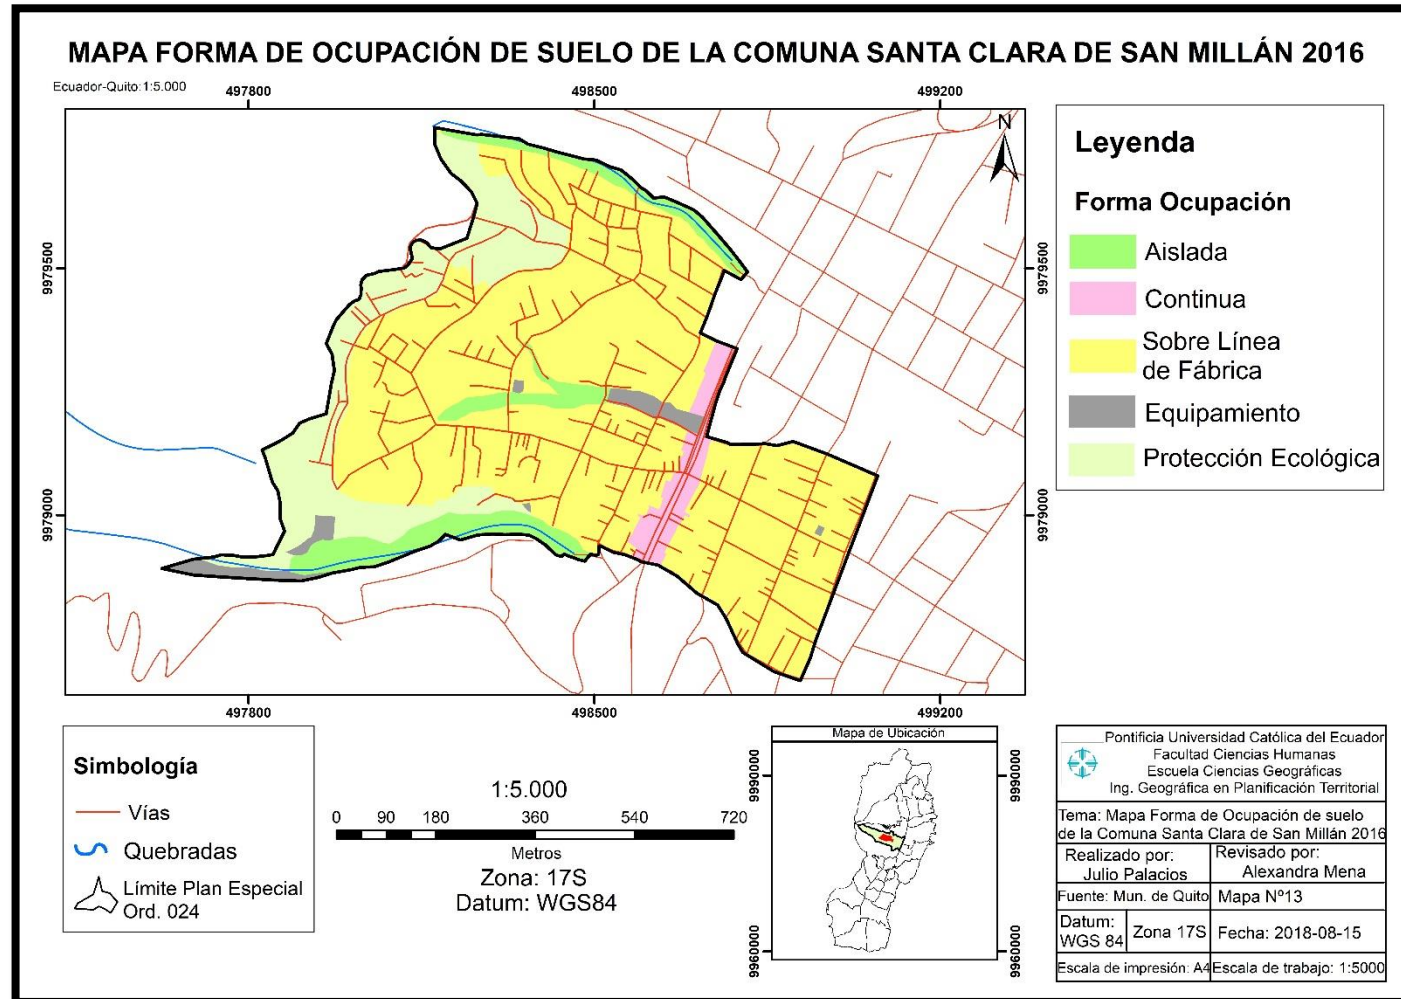 MAPA FORMA DE OCUPACIÓN DE SUELO DE LA COMUNA SANTA CLARA DE SAN MILLÁN 2016
Ecuador-Quito:1:5.000
497800
498500
499200
9979500
9979000
N
9979500
9979000
497800
498500
499200
Leyenda
Forma Ocupación
Aislada
Continua
Sobre Línea
de Fábrica
Equipamiento
Protección Ecológica
Simbología
Vías
Quebradas
Límite Plan Especial
Ord. 024
1:5.000
0 90 180 360 540 720
Metros
Zona: 17S
Datum: WGS84
Mapa de Ubicación
9990000
9990000
9960000
9960000
Pontificia Universidad Católica del Ecuador
Facultad Ciencias Humanas
Escuela Ciencias Geográficas
Ing. Geográfica en Planificación Territorial
Tema: Mapa Forma de Ocupación de suelo
de la Comuna Santa Clara de San Millán 2016
Realizado por:
Julio Palacios
Revisado por:
Alexandra Mena
Fuente: Mun. de Quito
Mapa Nº13
Datum:
WGS 84
Zona 17S
Fecha: 2018-08-15
Escala de impresión: A4
Escala de trabajo: 1:5000